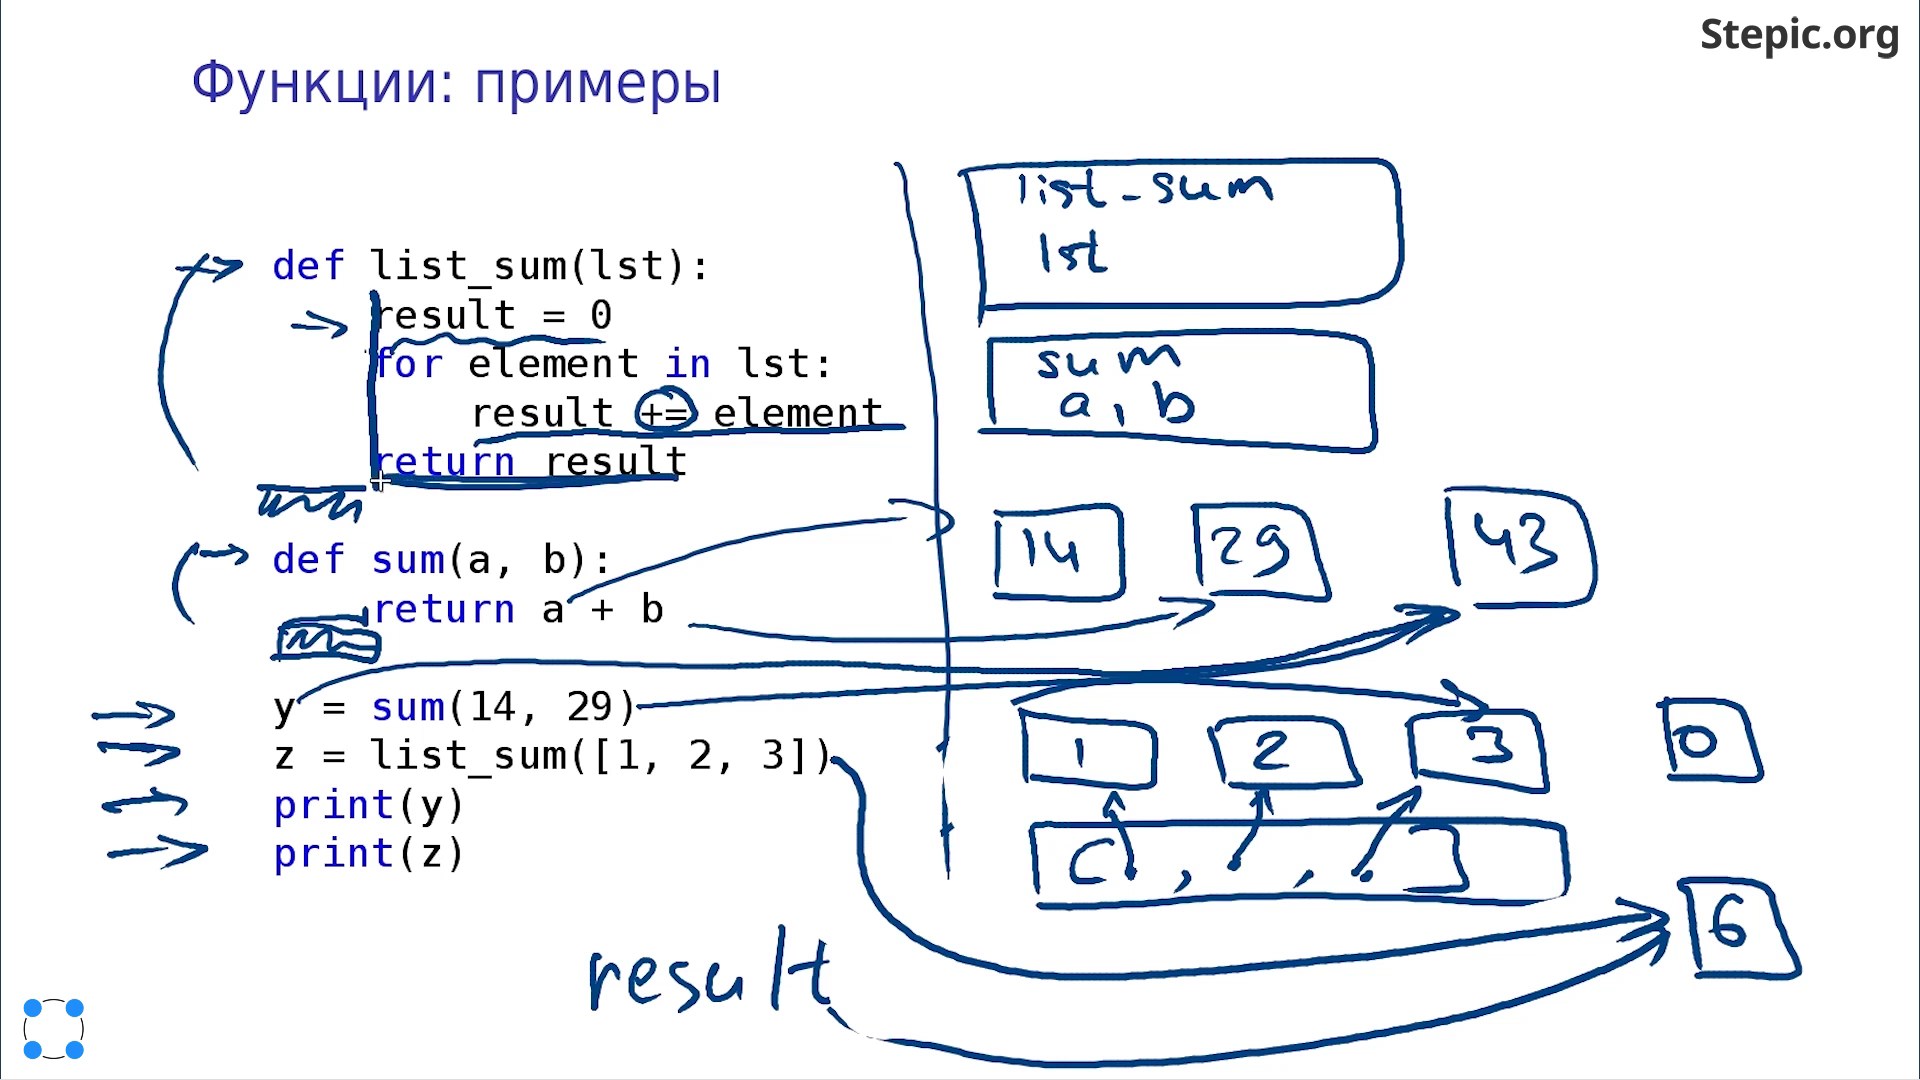 Stepic.org
Функции: примеры
def list_sum(lst):
result = 0
for element in lst:
result += element
return result
def sum(a, b):
return a + b
y = sum(14, 29)
z = list_sum([1, 2, 3])
print(y)
print(z)
list_sum
lst
sum
a, b
14 29 43
1 2 3 0
[ , , ]
6
result